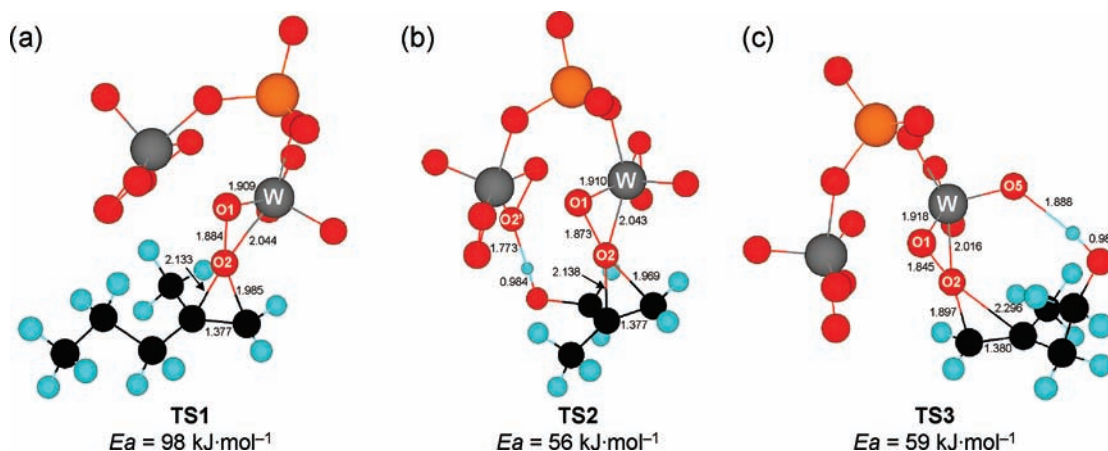 (a)
1.909
W
O1
1.884
2.044
O2
2.133
1.985
1.377
TS1
Ea = 98 kJ·mol⁻¹
(b)
W
1.910
O1
O2'
2.043
1.873
1.773
O2
0.984
2.138
1.969
1.377
TS2
Ea = 56 kJ·mol⁻¹
(c)
W
O5
1.888
1.918
O1
2.016
1.845
O2
2.296
1.897
1.380
TS3
Ea = 59 kJ·mol⁻¹